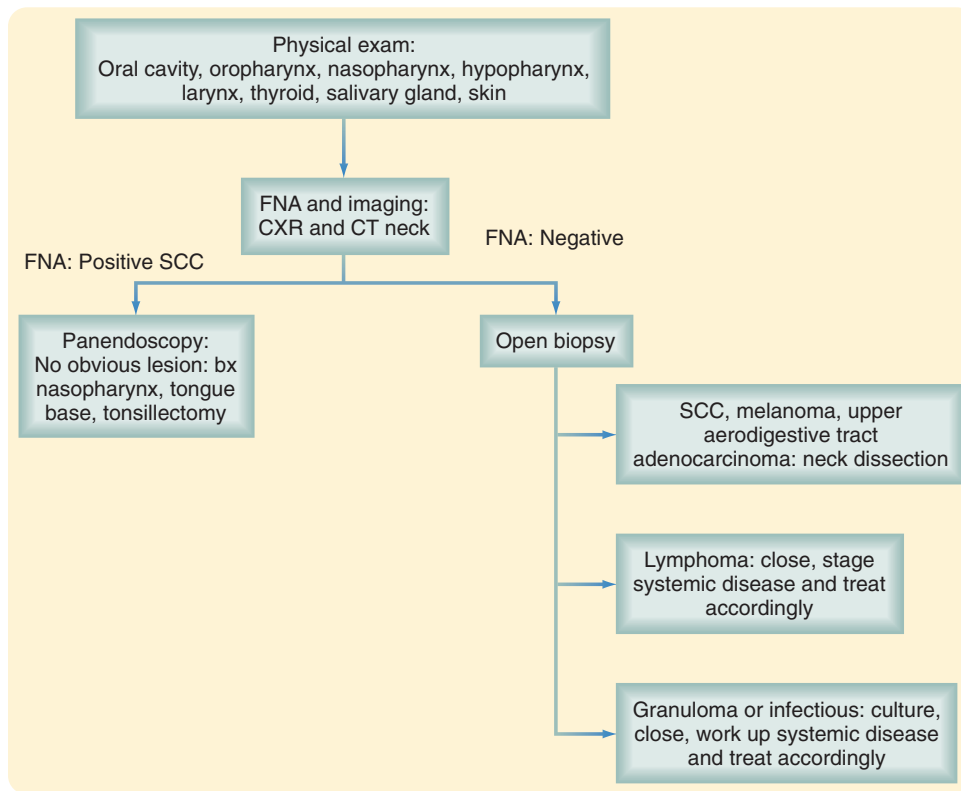 Physical exam:
Oral cavity, oropharynx, nasopharynx, hypopharynx,
larynx, thyroid, salivary gland, skin
FNA and imaging:
CXR and CT neck
FNA: Negative
FNA: Positive SCC
Panendoscopy:
No obvious lesion: bx
nasopharynx, tongue
base, tonsillectomy
Open biopsy
SCC, melanoma, upper
aerodigestive tract
adenocarcinoma: neck dissection
Lymphoma: close, stage
systemic disease and treat
accordingly
Granuloma or infectious: culture,
close, work up systemic disease
and treat accordingly